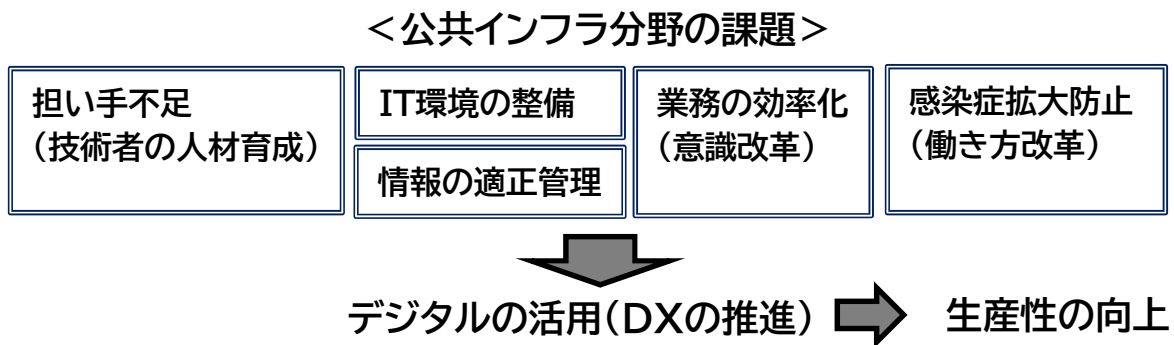 <公共インフラ分野の課題>
担い手不足
(技術者の人材育成)
IT環境の整備
情報の適正管理
業務の効率化
(意識改革)
感染症拡大防止
(働き方改革)
デジタルの活用(DXの推進)
生産性の向上